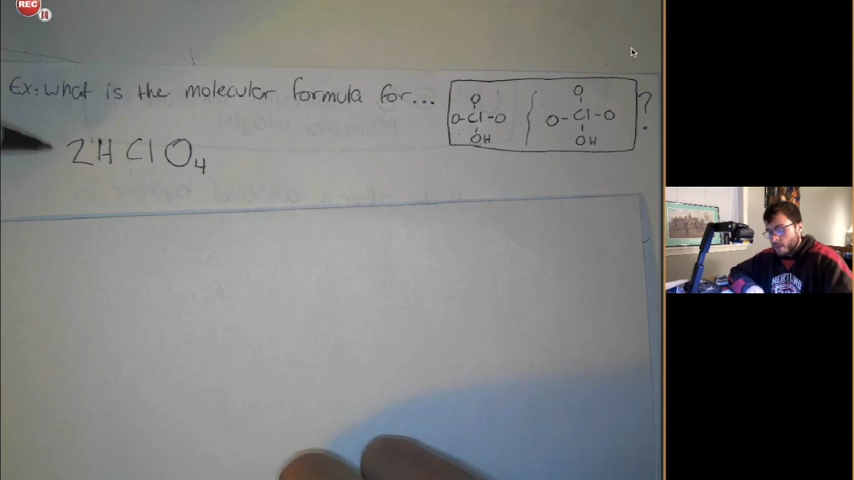 REC
Ex: what is the molecular formula for... ?
O O
O-Cl-O { O-Cl-O
OH OH
2HClO4